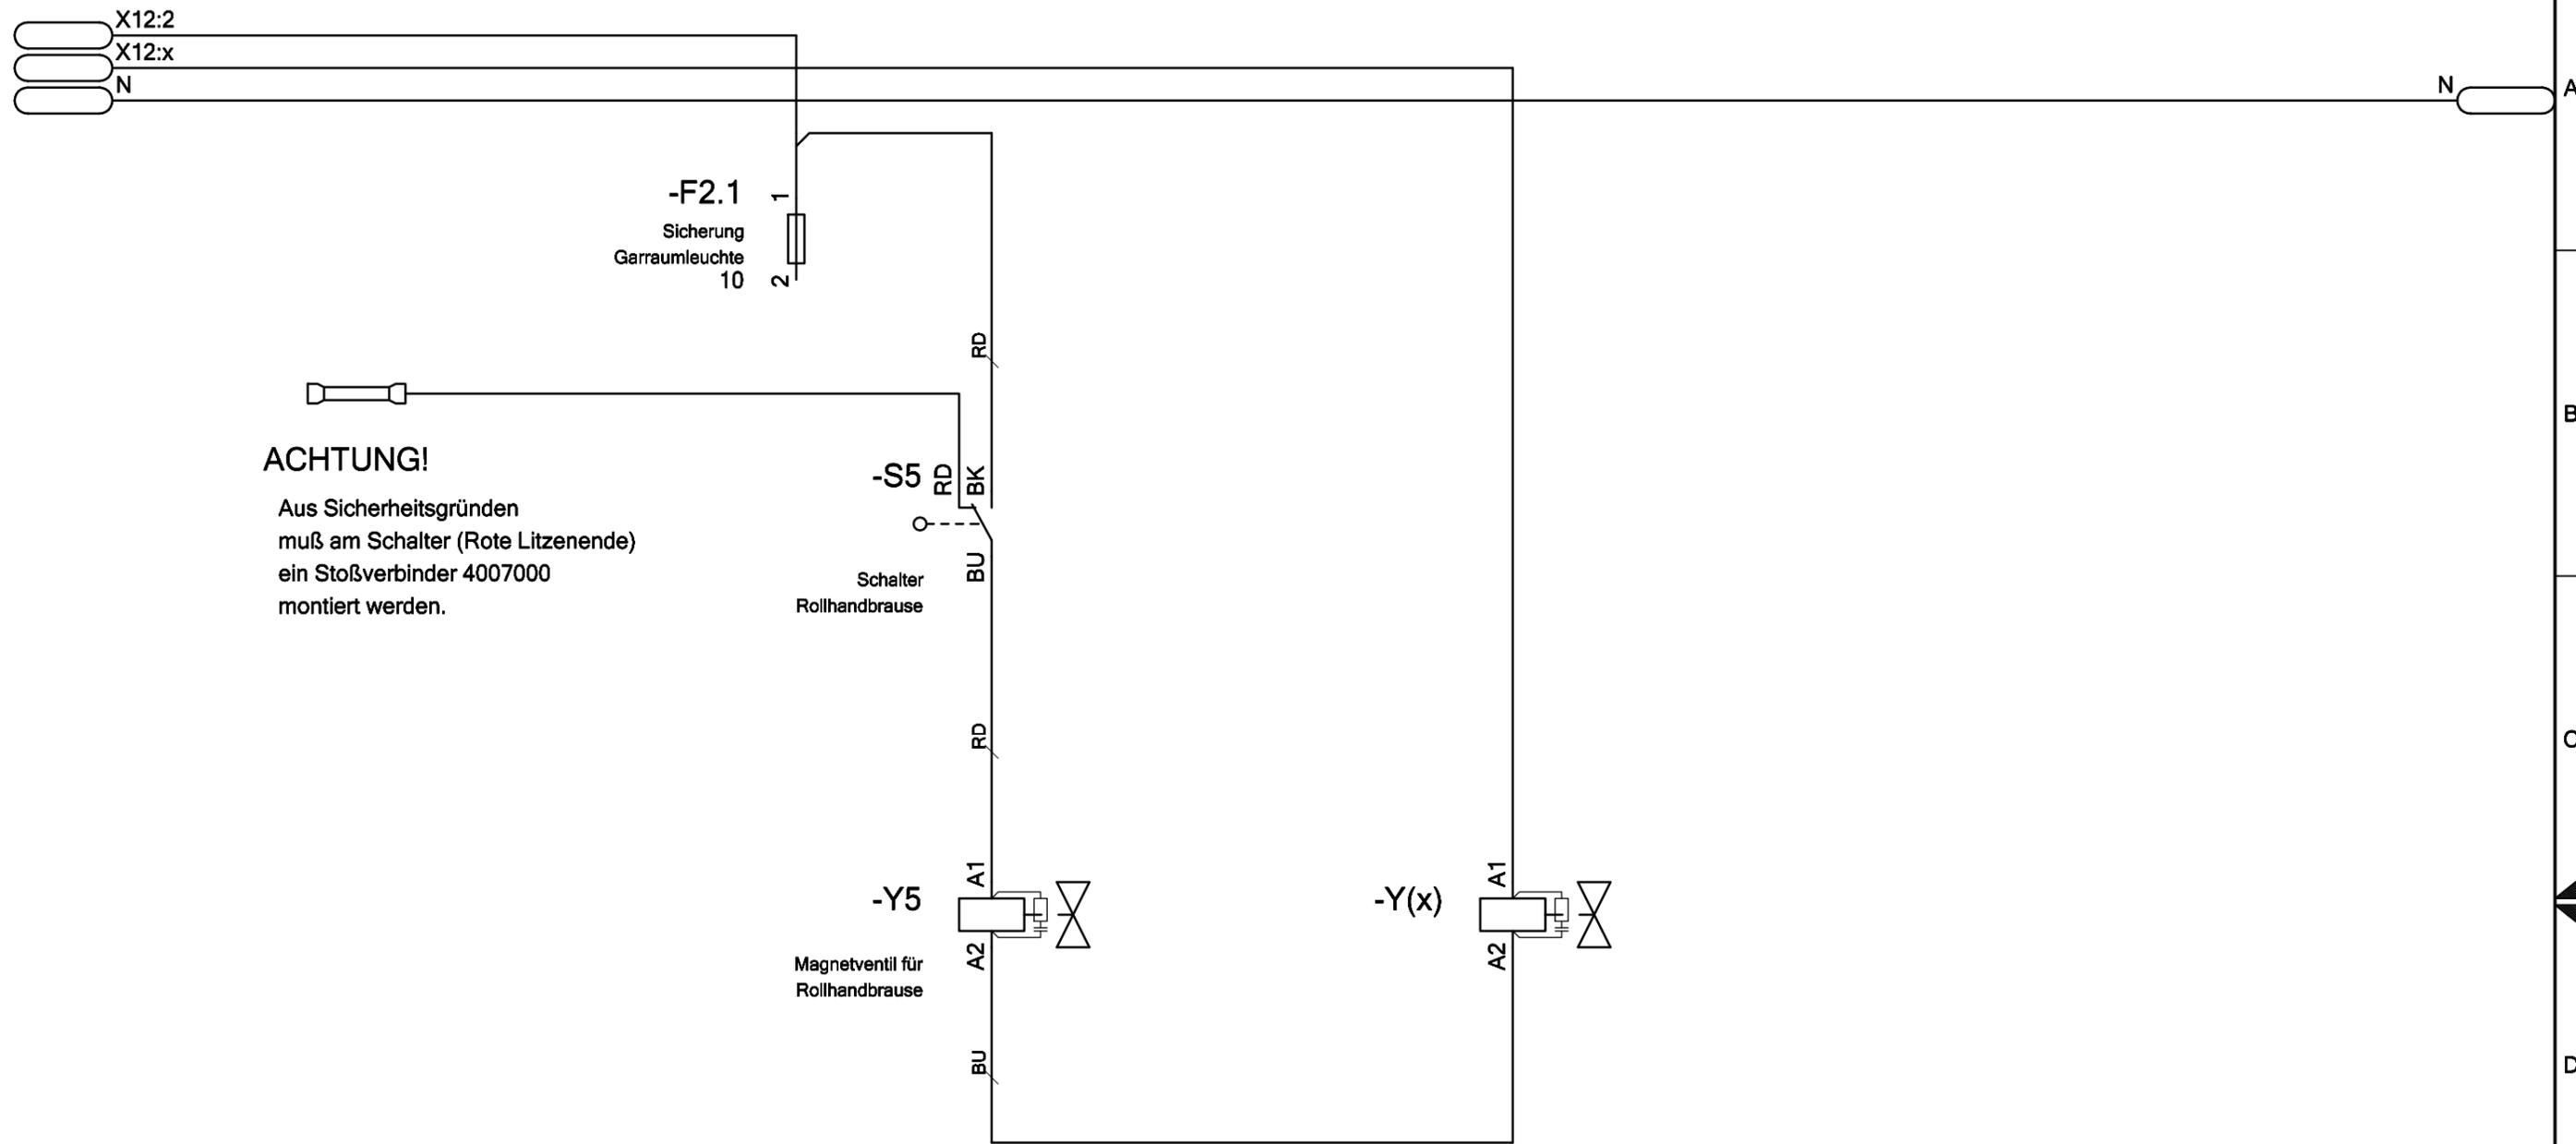 X12:2
X12:x
N
N
A
-F2.1
1
Sicherung
Garraumleuchte
10
2
RD
B
ACHTUNG!
Aus Sicherheitsgründen
muß am Schalter (Rote Litzenende)
ein Stoßverbinder 4007000
montiert werden.
-S5
RD
BK
BU
Schalter
Rollhandbrause
RD
C
-Y5
A1
A2
Magnetventil für
Rollhandbrause
-Y(x)
A1
A2
BU
D